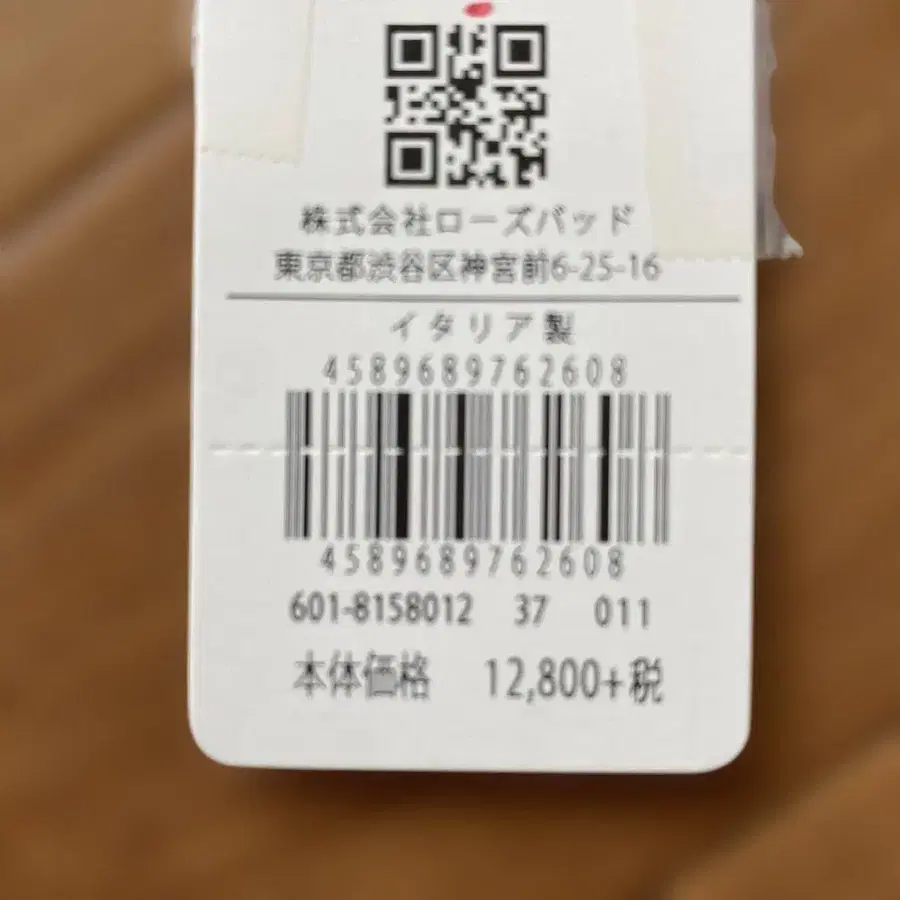 株式会社ローズバッド
東京都渋谷区神宮前6-25-16
イタリア製
4589689762608
4589689762608
601-8158012 37 011
本体価格 12,800+税